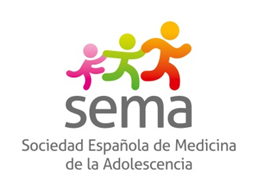 sema
Sociedad Española de Medicina
de la Adolescencia